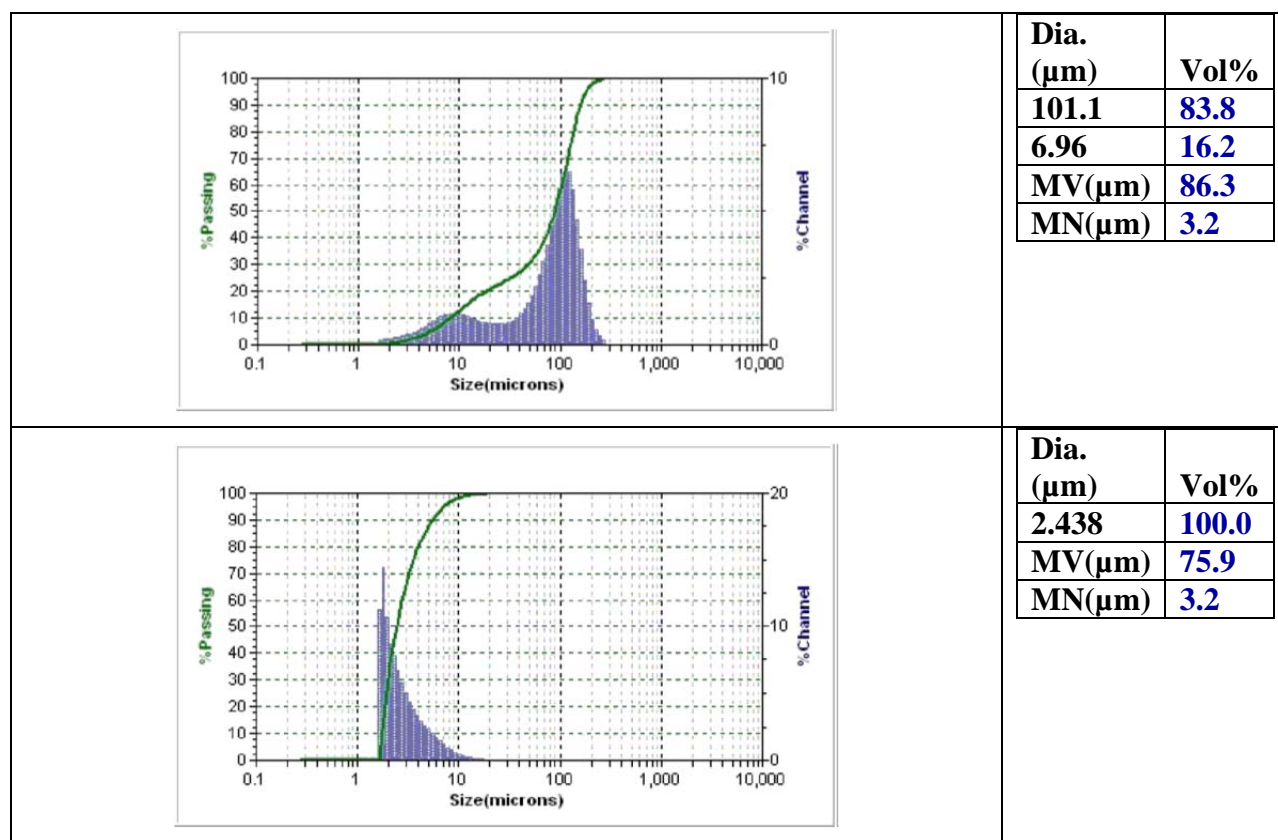 100
90
80
70
60
50
40
30
20
10
0
%Passing
10
0
%Channel
0.1 1 10 100 1,000 10,000
Size(microns)
Dia.
(µm) Vol%
101.1 83.8
6.96 16.2
MV(µm) 86.3
MN(µm) 3.2
100
90
80
70
60
50
40
30
20
10
0
%Passing
20
10
0
%Channel
0.1 1 10 100 1,000 10,000
Size(microns)
Dia.
(µm) Vol%
2.438 100.0
MV(µm) 75.9
MN(µm) 3.2